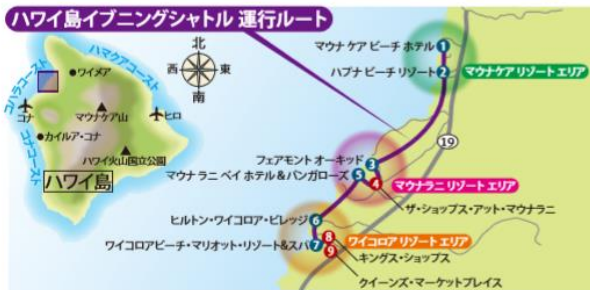 ハワイ島イブニングシャトル 運行ルート
北
西
東
南
ハマクアコースト
コハラコースト
ワイメア
コナ
マウナケア山
ヒロ
カイルア・コナ
コナコースト
ハワイ火山国立公園
ハワイ島
マウナ ケア ビーチ ホテル 1
ハプナ ビーチ リゾート 2
マウナケア リゾート エリア
19
フェアモント オーキッド 3
マウナ ラニ ベイ ホテル&バンガローズ 5
4
マウナラニ リゾート エリア
ザ・ショップス・アット・マウナラニ
ヒルトン・ワイコロア・ビレッジ 6
ワイコロア リゾート エリア
ワイコロアビーチ・マリオット・リゾート&スパ 7
8
9
キングス・ショップス
クイーンズ・マーケットプレイス